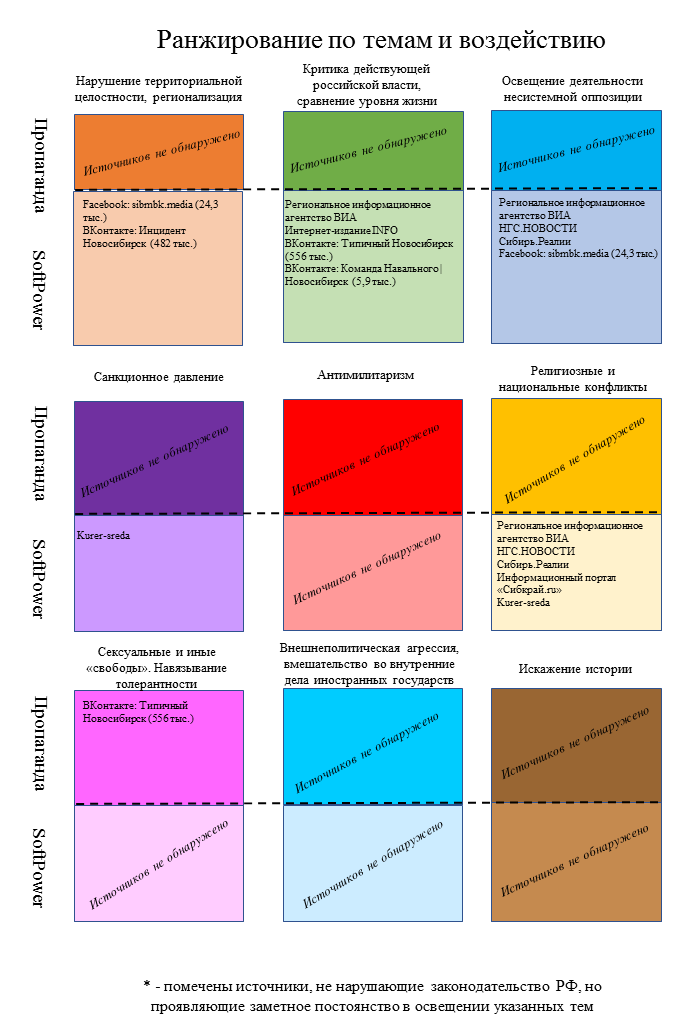 Ранжирование по темам и воздействию
Нарушение территориальной
целостности, регионализация
Критика действующей
российской власти,
сравнение уровня жизни
Освещение деятельности
несистемной оппозиции
Пропаганда
Источников не обнаружено
Источников не обнаружено
Источников не обнаружено
SoftPower
Facebook: sibmbk.media (24,3
тыс.)
ВКонтакте: Инцидент
Новосибирск (482 тыс.)
Региональное информационное
агентство ВИА
Интернет-издание INFO
ВКонтакте: Типичный Новосибирск
(556 тыс.)
ВКонтакте: Команда Навального |
Новосибирск (5,9 тыс.)
Региональное информационное
агентство ВИА
НГС.НОВОСТИ
Сибирь.Реалии
Facebook: sibmbk.media (24,3 тыс.)
Санкционное давление
Антимилитаризм
Религиозные и
национальные конфликты
Пропаганда
Источников не обнаружено
Источников не обнаружено
Источников не обнаружено
SoftPower
Kurer-sreda
Источников не обнаружено
Региональное информационное
агентство ВИА
НГС.НОВОСТИ
Сибирь.Реалии
Информационный портал
«Сибкрай.ru»
Kurer-sreda
Сексуальные и иные
«свободы». Навязывание
толерантности
Внешнеполитическая агрессия,
вмешательство во внутренние
дела иностранных государств
Искажение истории
Пропаганда
ВКонтакте: Типичный
Новосибирск (556 тыс.)
Источников не обнаружено
Источников не обнаружено
SoftPower
Источников не обнаружено
Источников не обнаружено
Источников не обнаружено
* - помечены источники, не нарушающие законодательство РФ, но
проявляющие заметное постоянство в освещении указанных тем